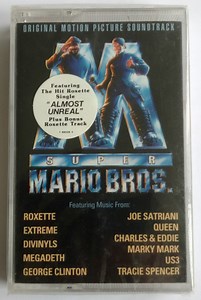 ORIGINAL MOTION PICTURE SOUNDTRACK
Featuring
The Hit Roxette
Single
"ALMOST
UNREAL"
Plus Bonus
Roxette Track
SUPER
MARIO BROS.
Featuring Music From:
ROXETTE
EXTREME
DIVINYLS
MEGADETH
GEORGE CLINTON
JOE SATRIANI
QUEEN
CHARLES & EDDIE
MARKY MARK
US3
TRACIE SPENCER